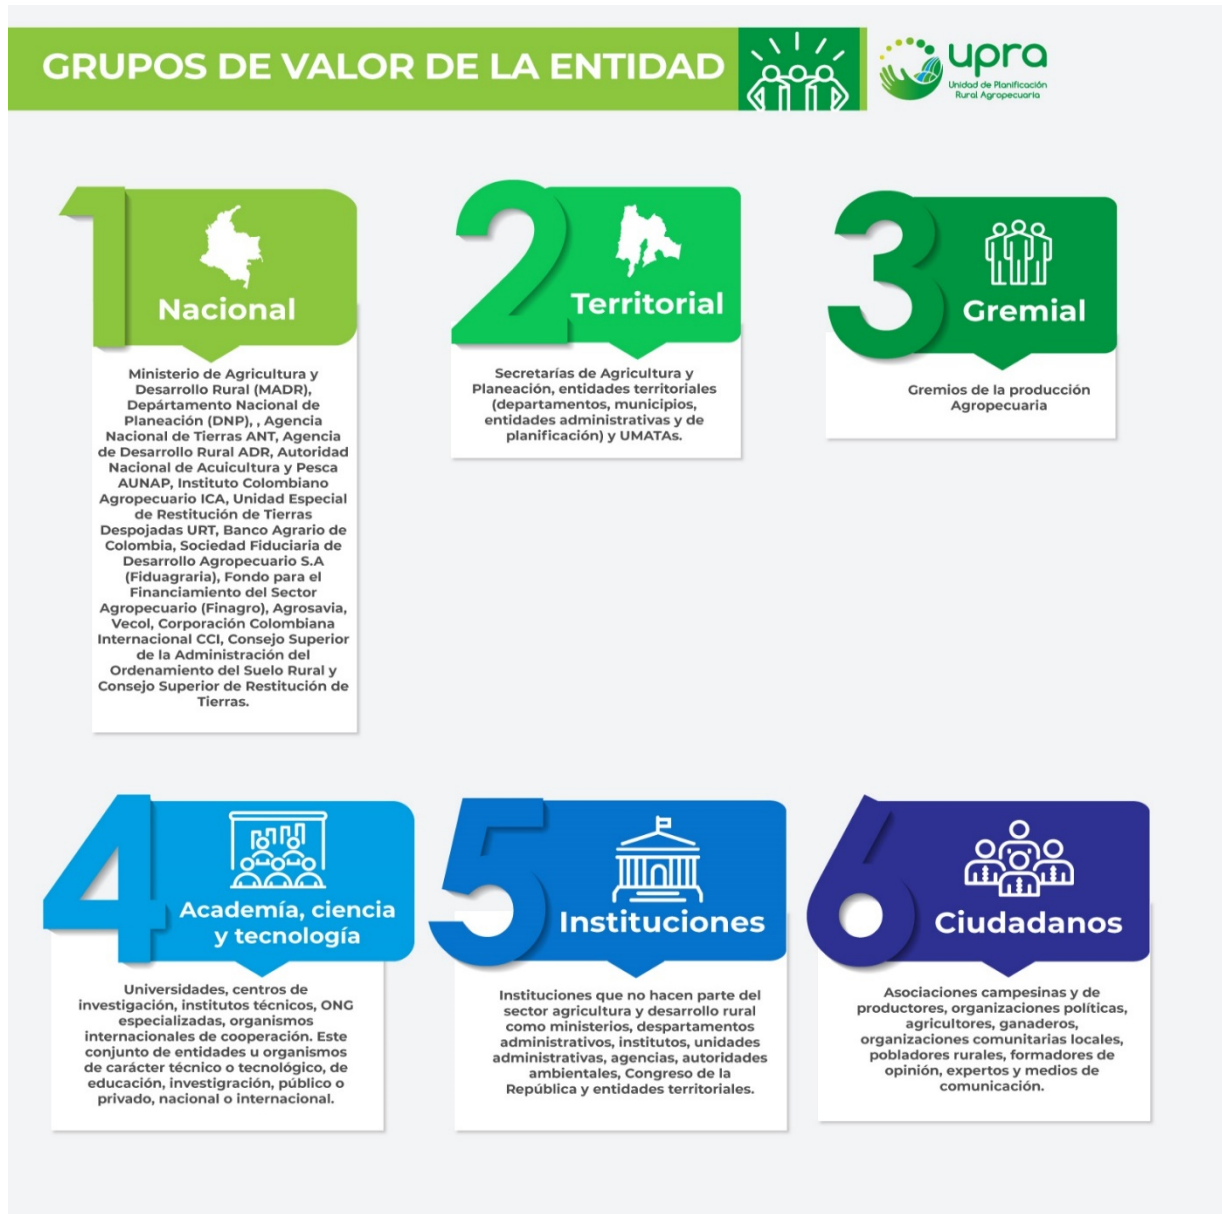 GRUPOS DE VALOR DE LA ENTIDAD
upra
Unidad de Planificación
Rural Agropecuaria
1
Nacional
Ministerio de Agricultura y
Desarrollo Rural (MADR),
Depártamento Nacional de
Planeación (DNP), , Agencia
Nacional de Tierras ANT, Agencia
de Desarrollo Rural ADR, Autoridad
Nacional de Acuicultura y Pesca
AUNAP, Instituto Colombiano
Agropecuario ICA, Unidad Especial
de Restitución de Tierras
Despojadas URT, Banco Agrario de
Colombia, Sociedad Fiduciaria de
Desarrollo Agropecuario S.A
(Fiduagraria), Fondo para el
Financiamiento del Sector
Agropecuario (Finagro), Agrosavia,
Vecol, Corporación Colombiana
Internacional CCI, Consejo Superior
de la Administración del
Ordenamiento del Suelo Rural y
Consejo Superior de Restitución de
Tierras.
2
Territorial
Secretarías de Agricultura y
Planeación, entidades territoriales
(departamentos, municipios,
entidades administrativas y de
planificación) y UMATAs.
3
Gremial
Gremios de la producción
Agropecuaria
4
Academía, ciencia
y tecnología
Universidades, centros de
investigación, institutos técnicos, ONG
especializadas, organismos
internacionales de cooperación. Este
conjunto de entidades u organismos
de carácter técnico o tecnológico, de
educación, investigración, público o
privado, nacional o internacional.
5
Instituciones
Instituciones que no hacen parte del
sector agricultura y desarrollo rural
como ministerios, despartamentos
administrativos, institutos, unidades
administrativas, agencias, autoridades
ambientales, Congreso de la
República y entidades territoriales.
6
Ciudadanos
Asociaciones campesinas y de
productores, organizaciones políticas,
agricultores, ganaderos,
organizaciones comunitarias locales,
pobladores rurales, formadores de
opinión, expertos y medios de
comunicación.